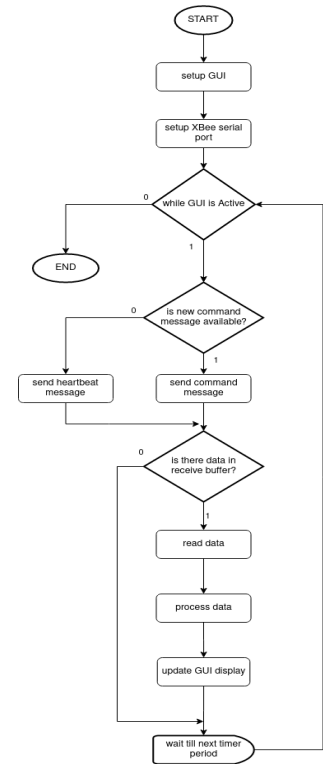 START
setup GUI
setup XBee serial
port
while GUI is Active
0
1
END
is new command
message available?
0
1
send heartbeat
message
send command
message
is there data in
receive buffer?
0
1
read data
process data
update GUI display
wait till next timer
period